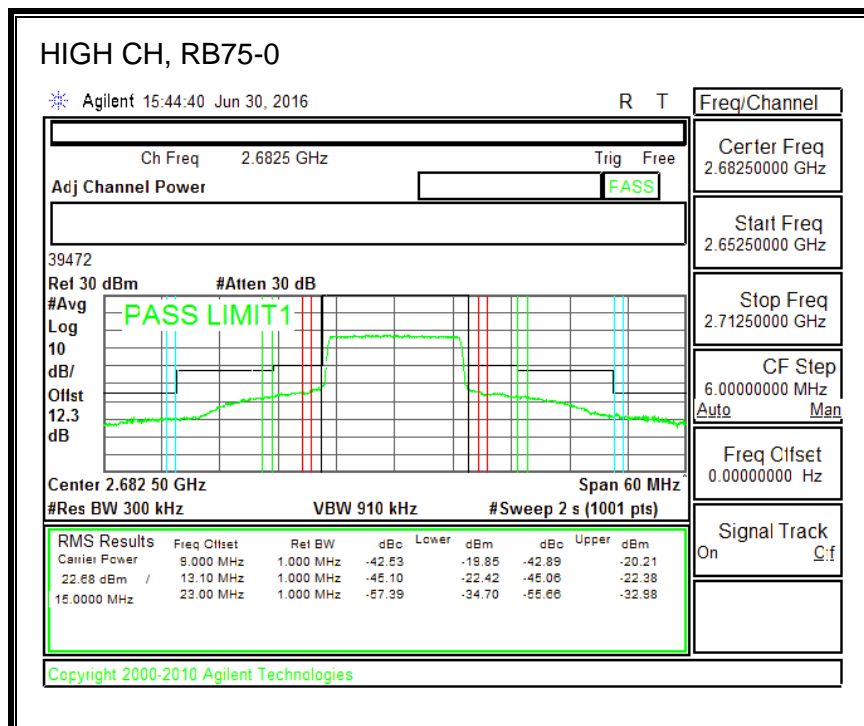 HIGH CH, RB75-0
Agilent 15:44:40 Jun 30, 2016 R T
Freq/Channel
Ch Freq 2.6825 GHz Trig Free
Adj Channel Power PASS
Center Freq
2.68250000 GHz
Start Freq
2.65250000 GHz
Stop Freq
2.71250000 GHz
CF Step
6.00000000 MHz
Auto Man
Freq Offset
0.00000000 Hz
Signal Track
On Off
39472
Ref 30 dBm #Atten 30 dB
#Avg
Log
10
dB/
Offst
12.3
dB
PASS LIMIT1
Center 2.682 50 GHz Span 60 MHz
#Res BW 300 kHz VBW 910 kHz #Sweep 2 s (1001 pts)
RMS Results Freq Offset Ref BW dBc Lower dBm dBc Upper dBm
Carrier Power 9.000 MHz 1.000 MHz -42.53 -19.85 -42.89 -20.21
22.68 dBm / 13.10 MHz 1.000 MHz -45.10 -22.42 -45.06 -22.38
15.0000 MHz 23.00 MHz 1.000 MHz -57.39 -34.70 -55.66 -32.98
Copyright 2000-2010 Agilent Technologies